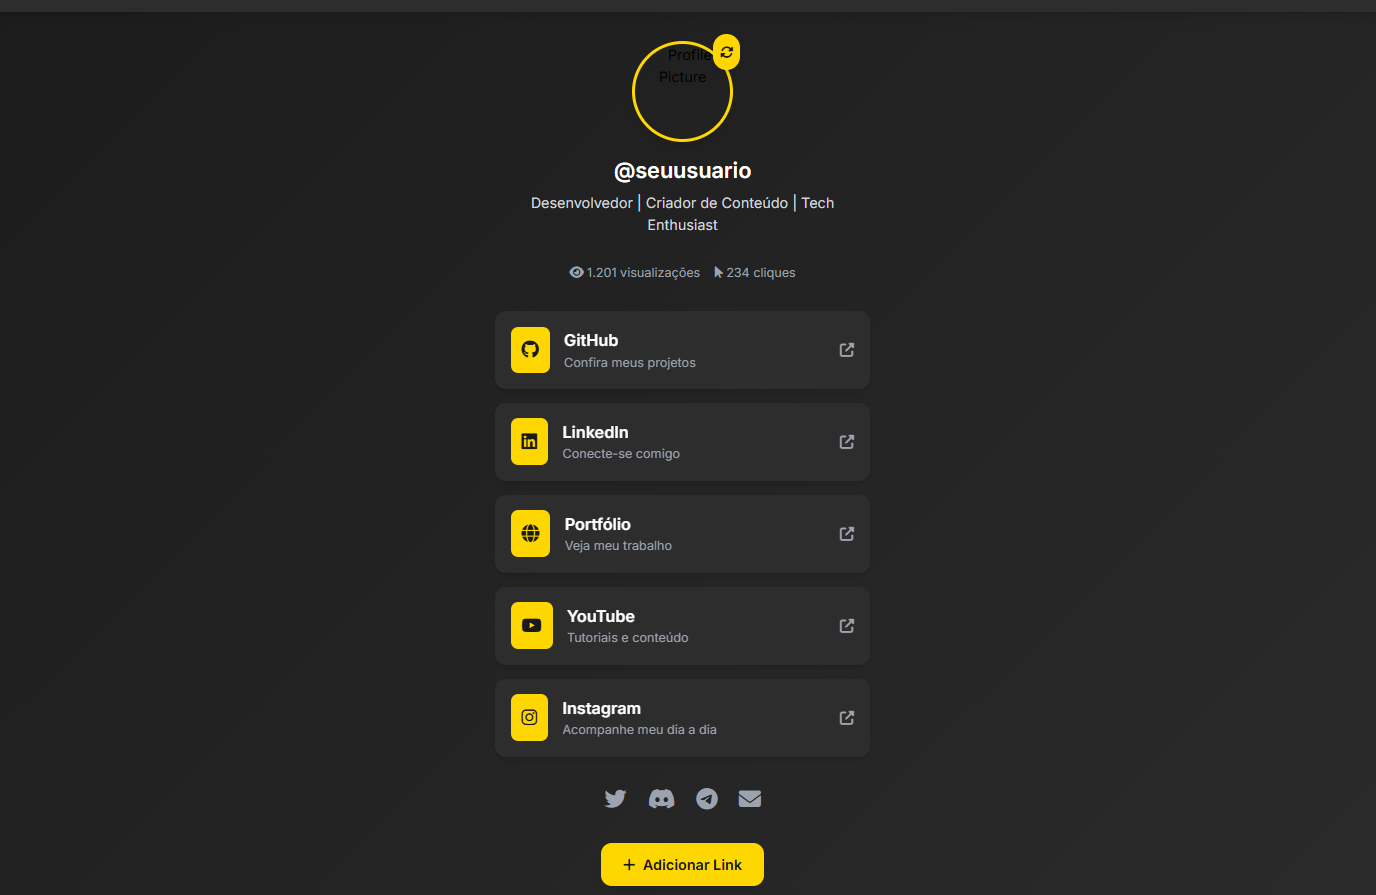 Profile
Picture
@seuusuario
Desenvolvedor | Criador de Conteúdo | Tech
Enthusiast
1.201 visualizações 234 cliques
GitHub
Confira meus projetos
LinkedIn
Conecte-se comigo
Portfólio
Veja meu trabalho
YouTube
Tutoriais e conteúdo
Instagram
Acompanhe meu dia a dia
+ Adicionar Link